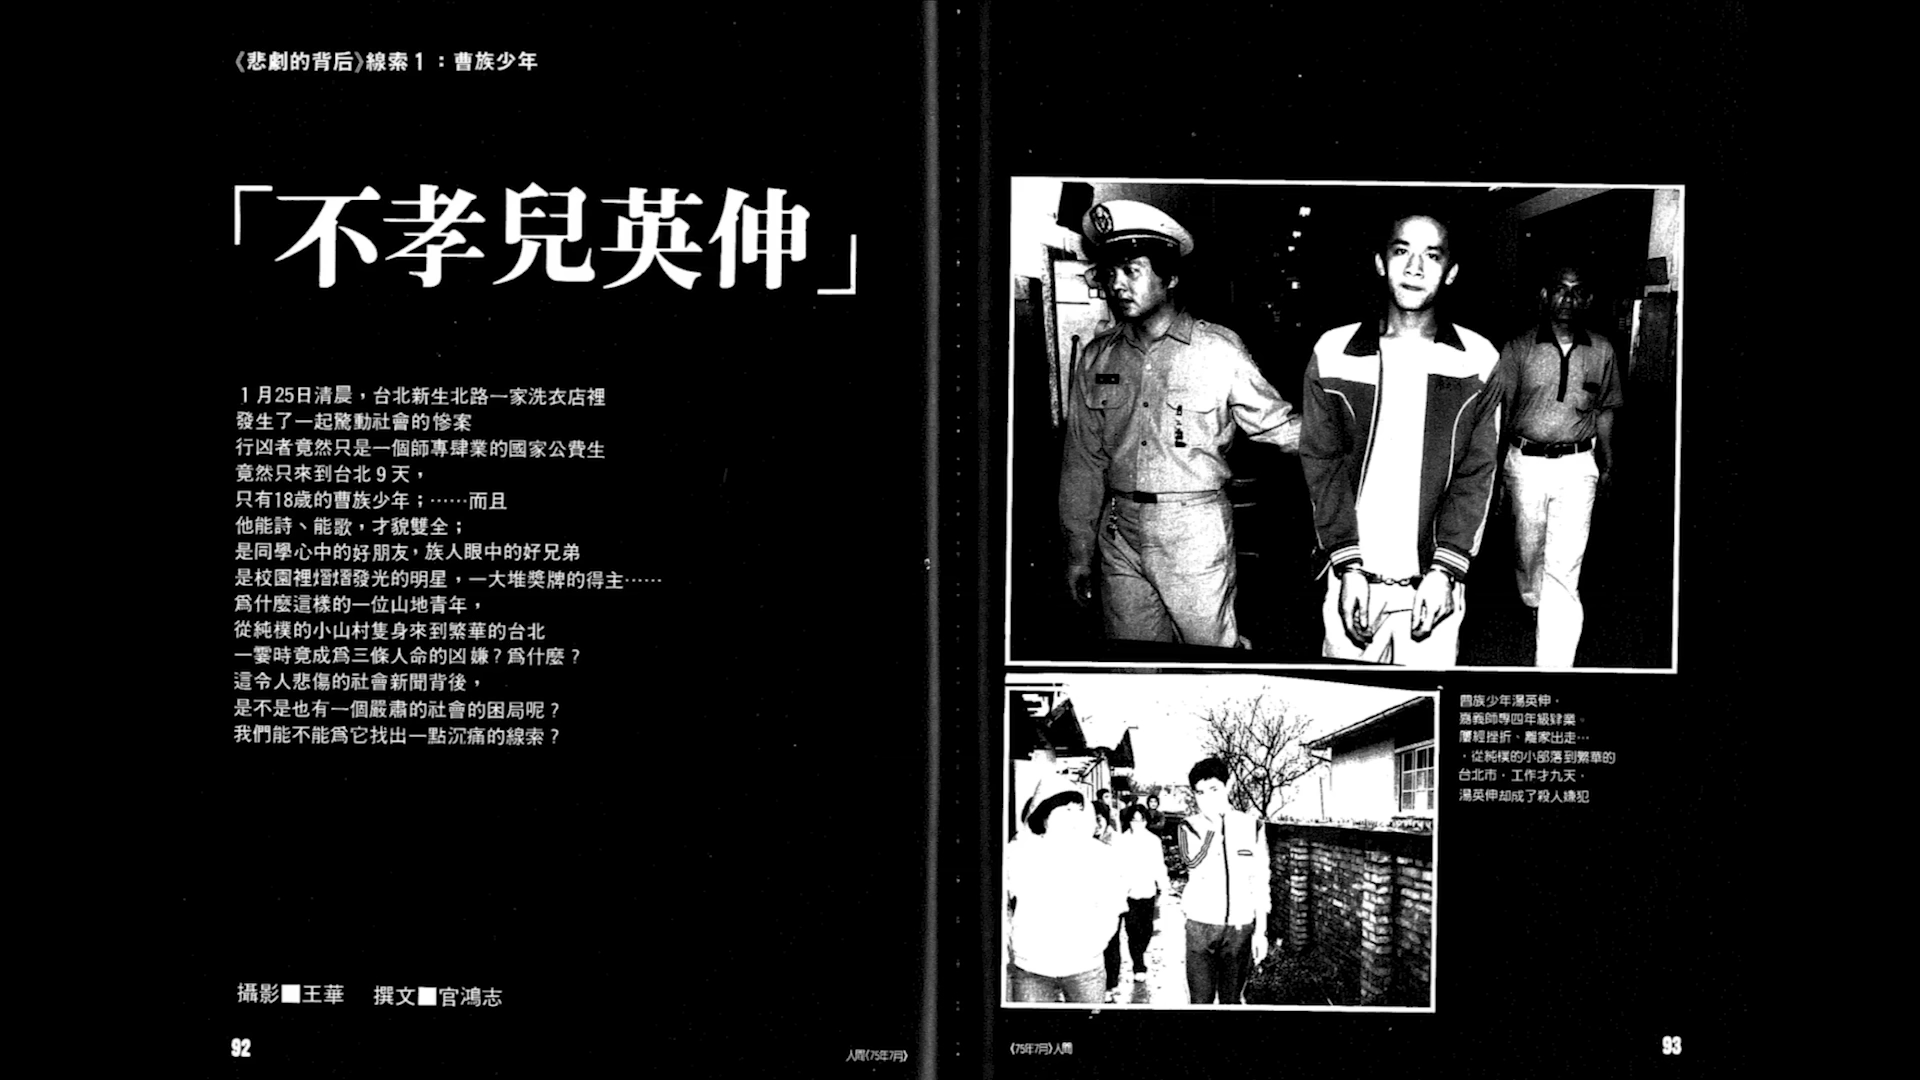 《悲劇的背后》線索1：曹族少年
「不孝兒英伸」
1月25日清晨，台北新生北路一家洗衣店裡
發生了一起驚動社會的慘案
行凶者竟然只是一個師專肆業的國家公費生
竟然只來到台北9天，
只有18歲的曹族少年；……而且
他能詩、能歌，才貌雙全；
是同學心中的好朋友，族人眼中的好兄弟
是校園裡熠熠發光的明星，一大堆獎牌的得主……
爲什麼這樣的一位山地青年，
從純樸的小山村隻身來到繁華的台北
一霎時竟成爲三條人命的凶嫌？爲什麼？
這令人悲傷的社會新聞背後，
是不是也有一個嚴肅的社會的困局呢？
我們能不能爲它找出一點沉痛的線索？
攝影■王華 撰文■官鴻志
92
人間《75年7月》
曹族少年湯英伸，
嘉義師專四年級肄業。
屢經挫折、離家出走…
，從純樸的小部落到繁華的
台北市，工作才九天，
湯英伸却成了殺人嫌犯
《75年7月》人間
93